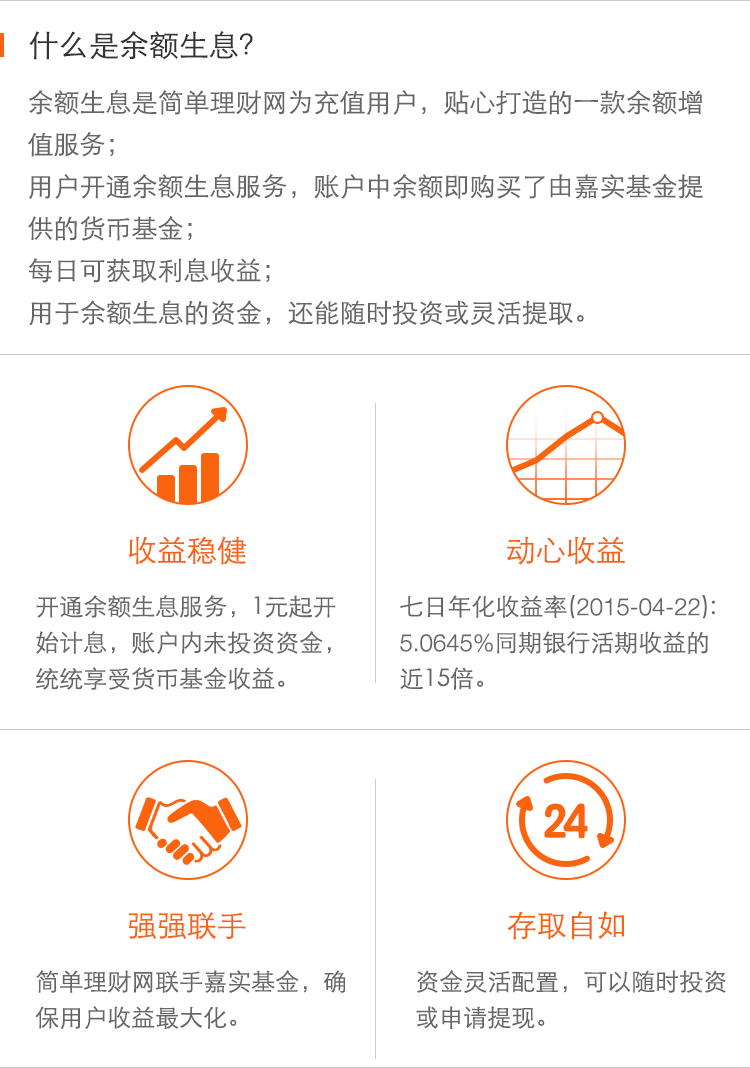 什么是余额生息?
余额生息是简单理财网为充值用户，贴心打造的一款余额增
值服务；
用户开通余额生息服务，账户中余额即购买了由嘉实基金提
供的货币基金；
每日可获取利息收益；
用于余额生息的资金，还能随时投资或灵活提取。
收益稳健
开通余额生息服务，1元起开
始计息，账户内未投资资金，
统统享受货币基金收益。
动心收益
七日年化收益率(2015-04-22)：
5.0645%同期银行活期收益的
近15倍。
24
强强联手
简单理财网联手嘉实基金，确
保用户收益最大化。
存取自如
资金灵活配置，可以随时投资
或申请提现。